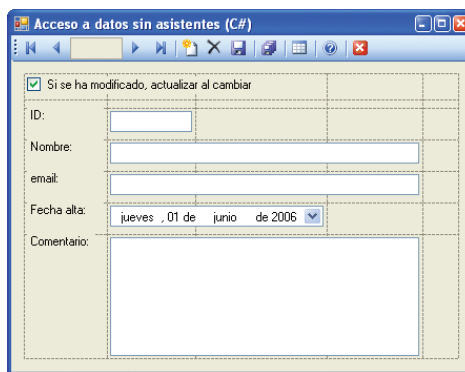 Acceso a datos sin asistentes (C#)
Si se ha modificado, actualizar al cambiar
ID:
Nombre:
email:
Fecha alta:
jueves , 01 de junio de 2006
Comentario: